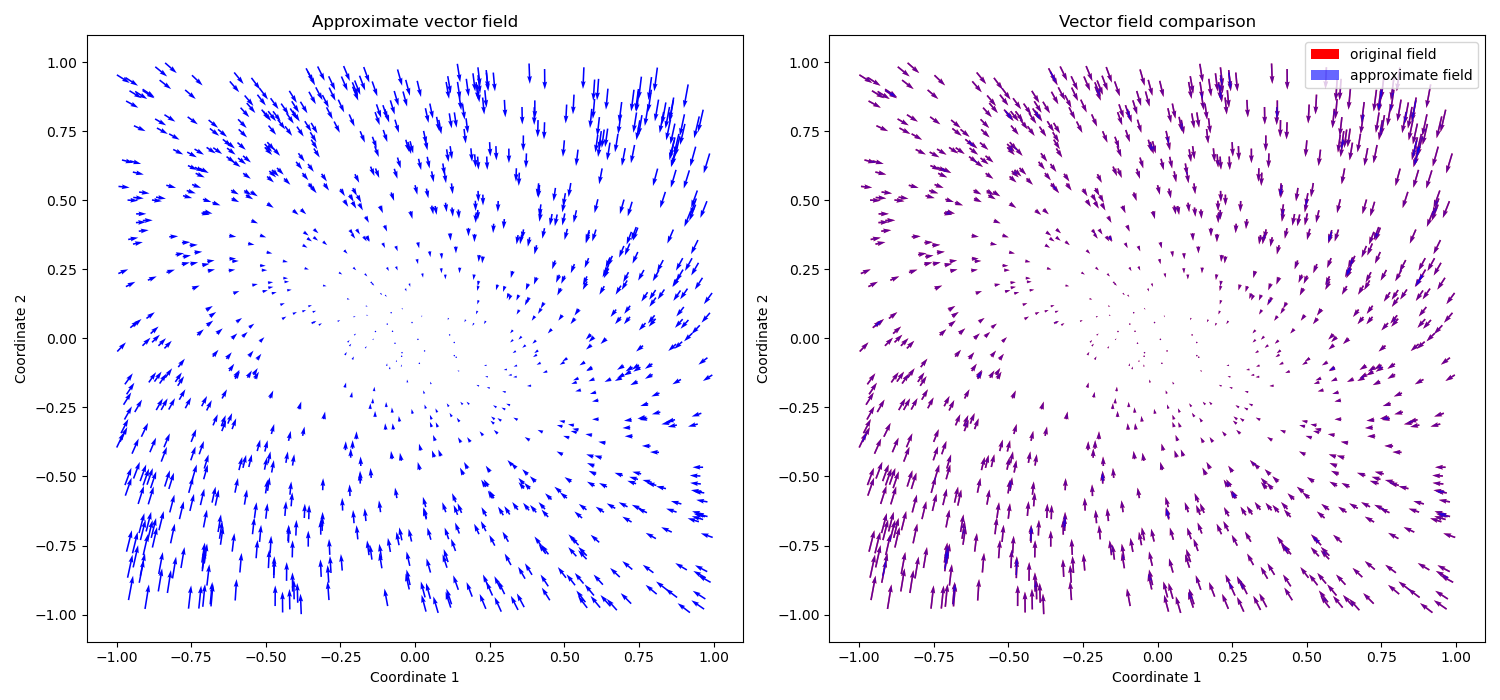 Approximate vector field
1.00
0.75
0.50
0.25
0.00
−0.25
−0.50
−0.75
−1.00
Coordinate 2
−1.00 −0.75 −0.50 −0.25 0.00 0.25 0.50 0.75 1.00
Coordinate 1
Vector field comparison
original field
approximate field
1.00
0.75
0.50
0.25
0.00
−0.25
−0.50
−0.75
−1.00
Coordinate 2
−1.00 −0.75 −0.50 −0.25 0.00 0.25 0.50 0.75 1.00
Coordinate 1